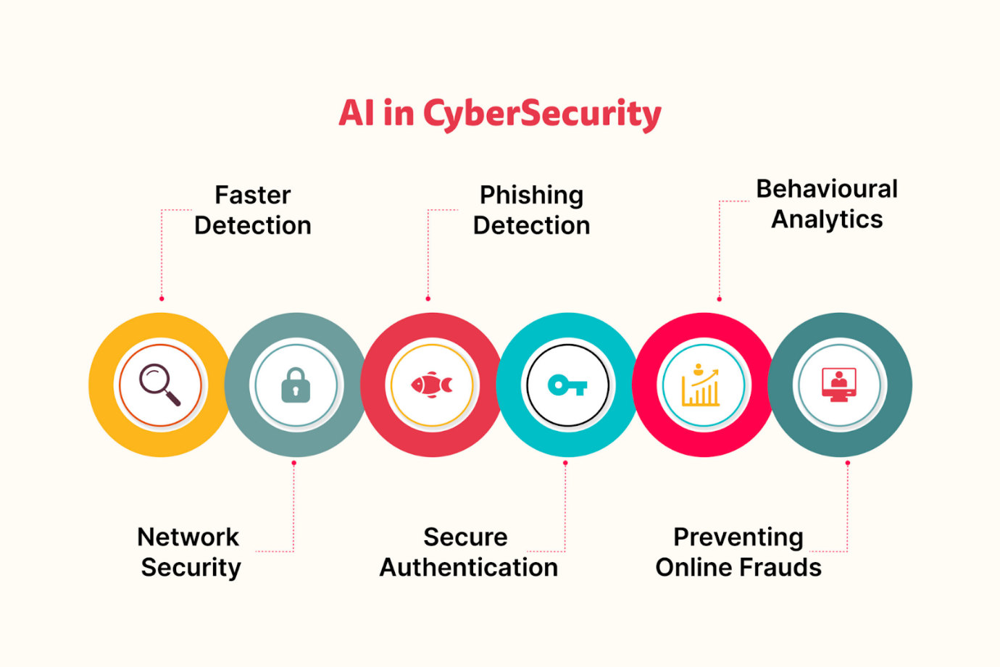 AI in CyberSecurity
Faster
Detection
Phishing
Detection
Behavioural
Analytics
Network
Security
Secure
Authentication
Preventing
Online Frauds